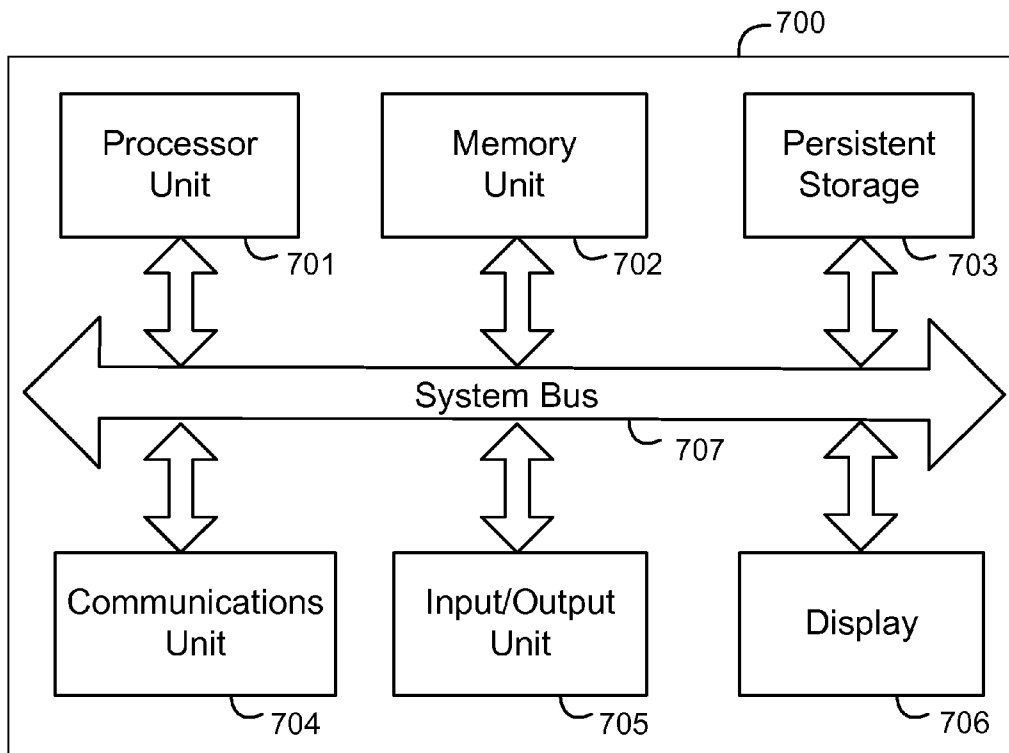 700
Processor
Unit
701
Memory
Unit
702
Persistent
Storage
703
System Bus
707
Communications
Unit
704
Input/Output
Unit
705
Display
706